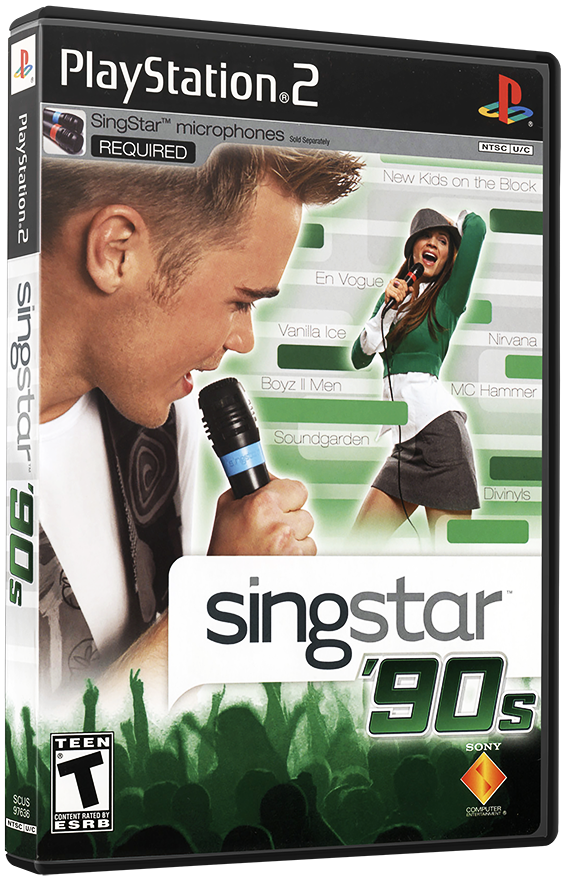 PlayStation®2
SingStar™ microphones Sold Separately
REQUIRED
NTSC U/C
New Kids on the Block
En Vogue
Vanilla Ice
Nirvana
Boyz II Men
MC Hammer
Soundgarden
Divinyls
singstar™
'90s
TEEN
T
CONTENT RATED BY
ESRB
SONY
COMPUTER
ENTERTAINMENT®
PlayStation®2
singstar™ '90s
SCUS
97636
NTSC U/C